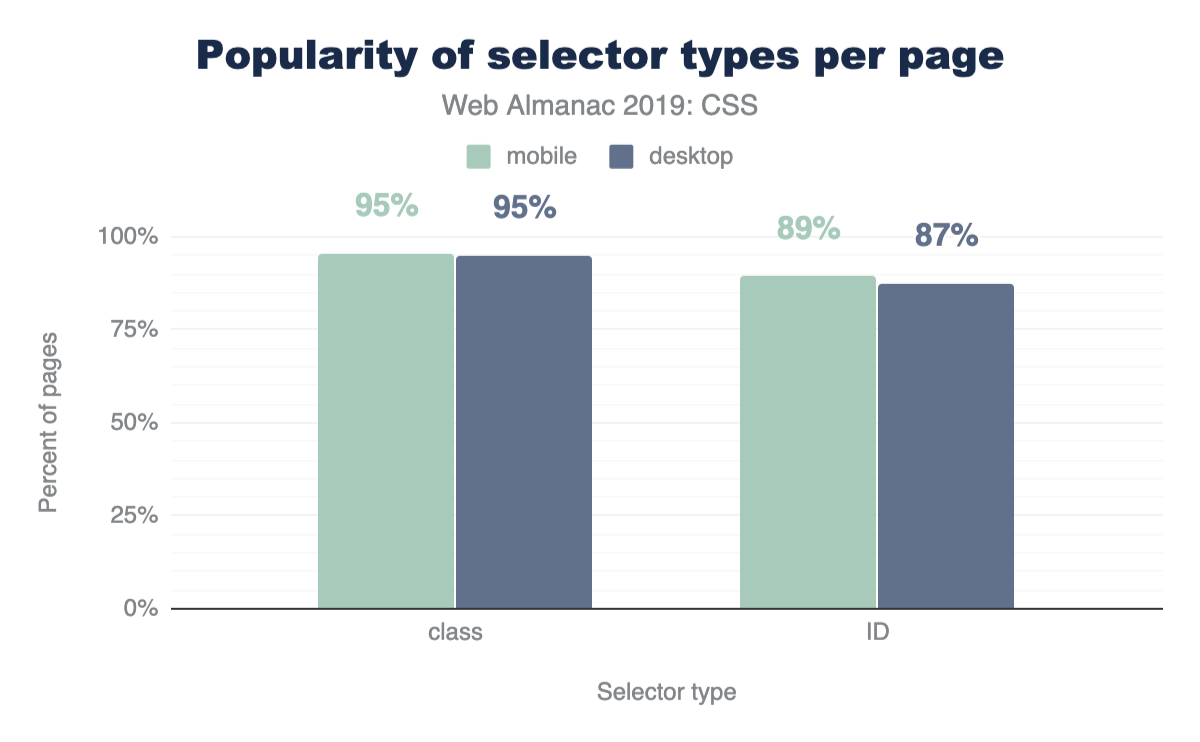 Popularity of selector types per page
Web Almanac 2019: CSS
mobile desktop
95% 95% 89% 87%
100%
75%
50%
25%
0%
Percent of pages
class ID
Selector type